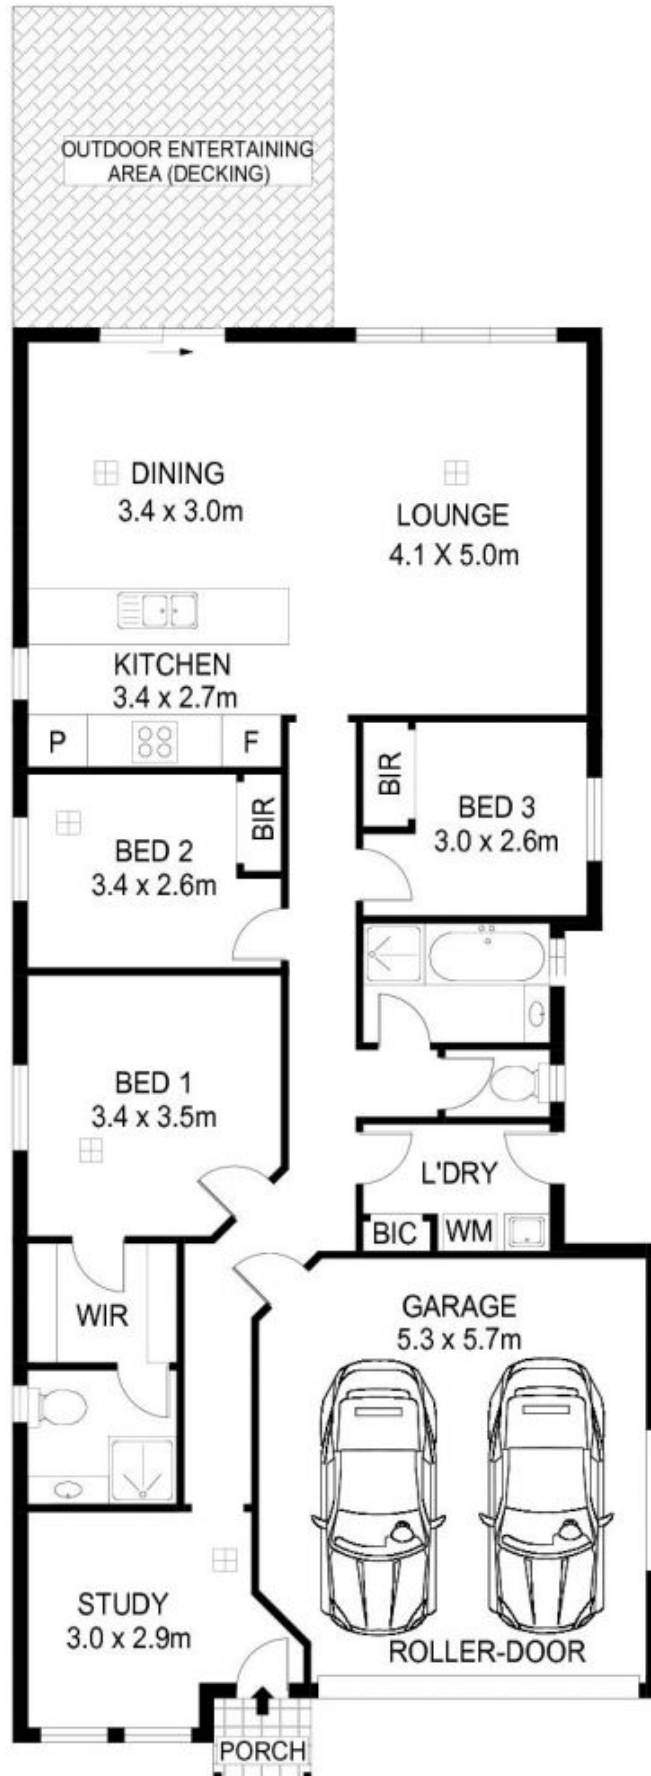 OUTDOOR ENTERTAINING
AREA (DECKING)
DINING
3.4 x 3.0m
LOUNGE
4.1 X 5.0m
KITCHEN
3.4 x 2.7m
P
F
BIR
BED 3
3.0 x 2.6m
BIR
BED 2
3.4 x 2.6m
BED 1
3.4 x 3.5m
L'DRY
BIC
WM
WIR
GARAGE
5.3 x 5.7m
STUDY
3.0 x 2.9m
ROLLER-DOOR
PORCH